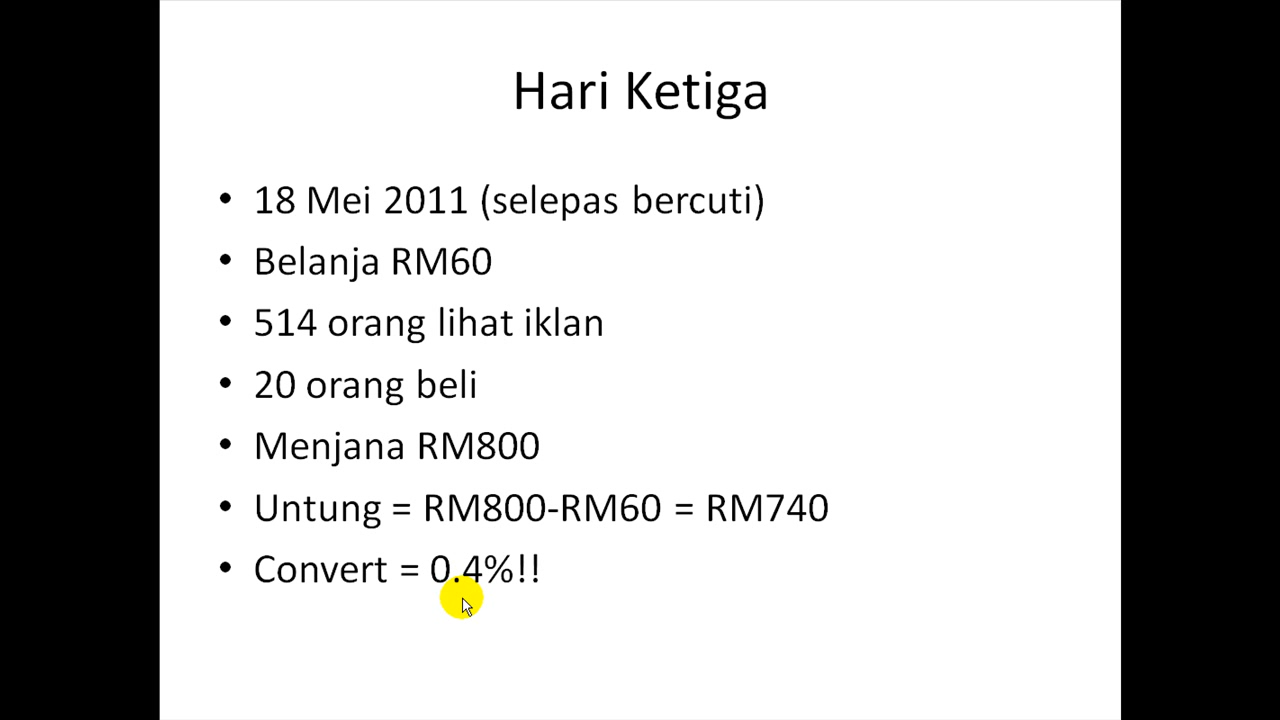 Hari Ketiga
• 18 Mei 2011 (selepas bercuti)
• Belanja RM60
• 514 orang lihat iklan
• 20 orang beli
• Menjana RM800
• Untung = RM800-RM60 = RM740
• Convert = 0.4%!!